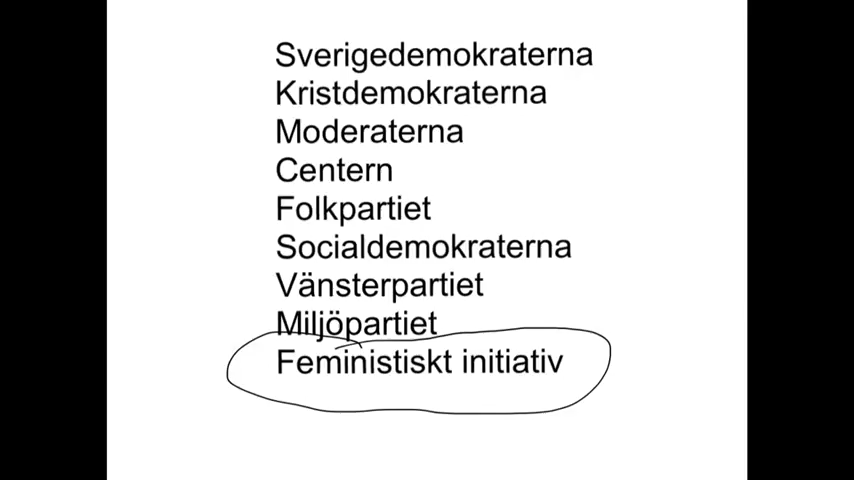 Sverigedemokraterna
Kristdemokraterna
Moderaterna
Centern
Folkpartiet
Socialdemokraterna
Vänsterpartiet
Miljöpartiet
Feministiskt initiativ